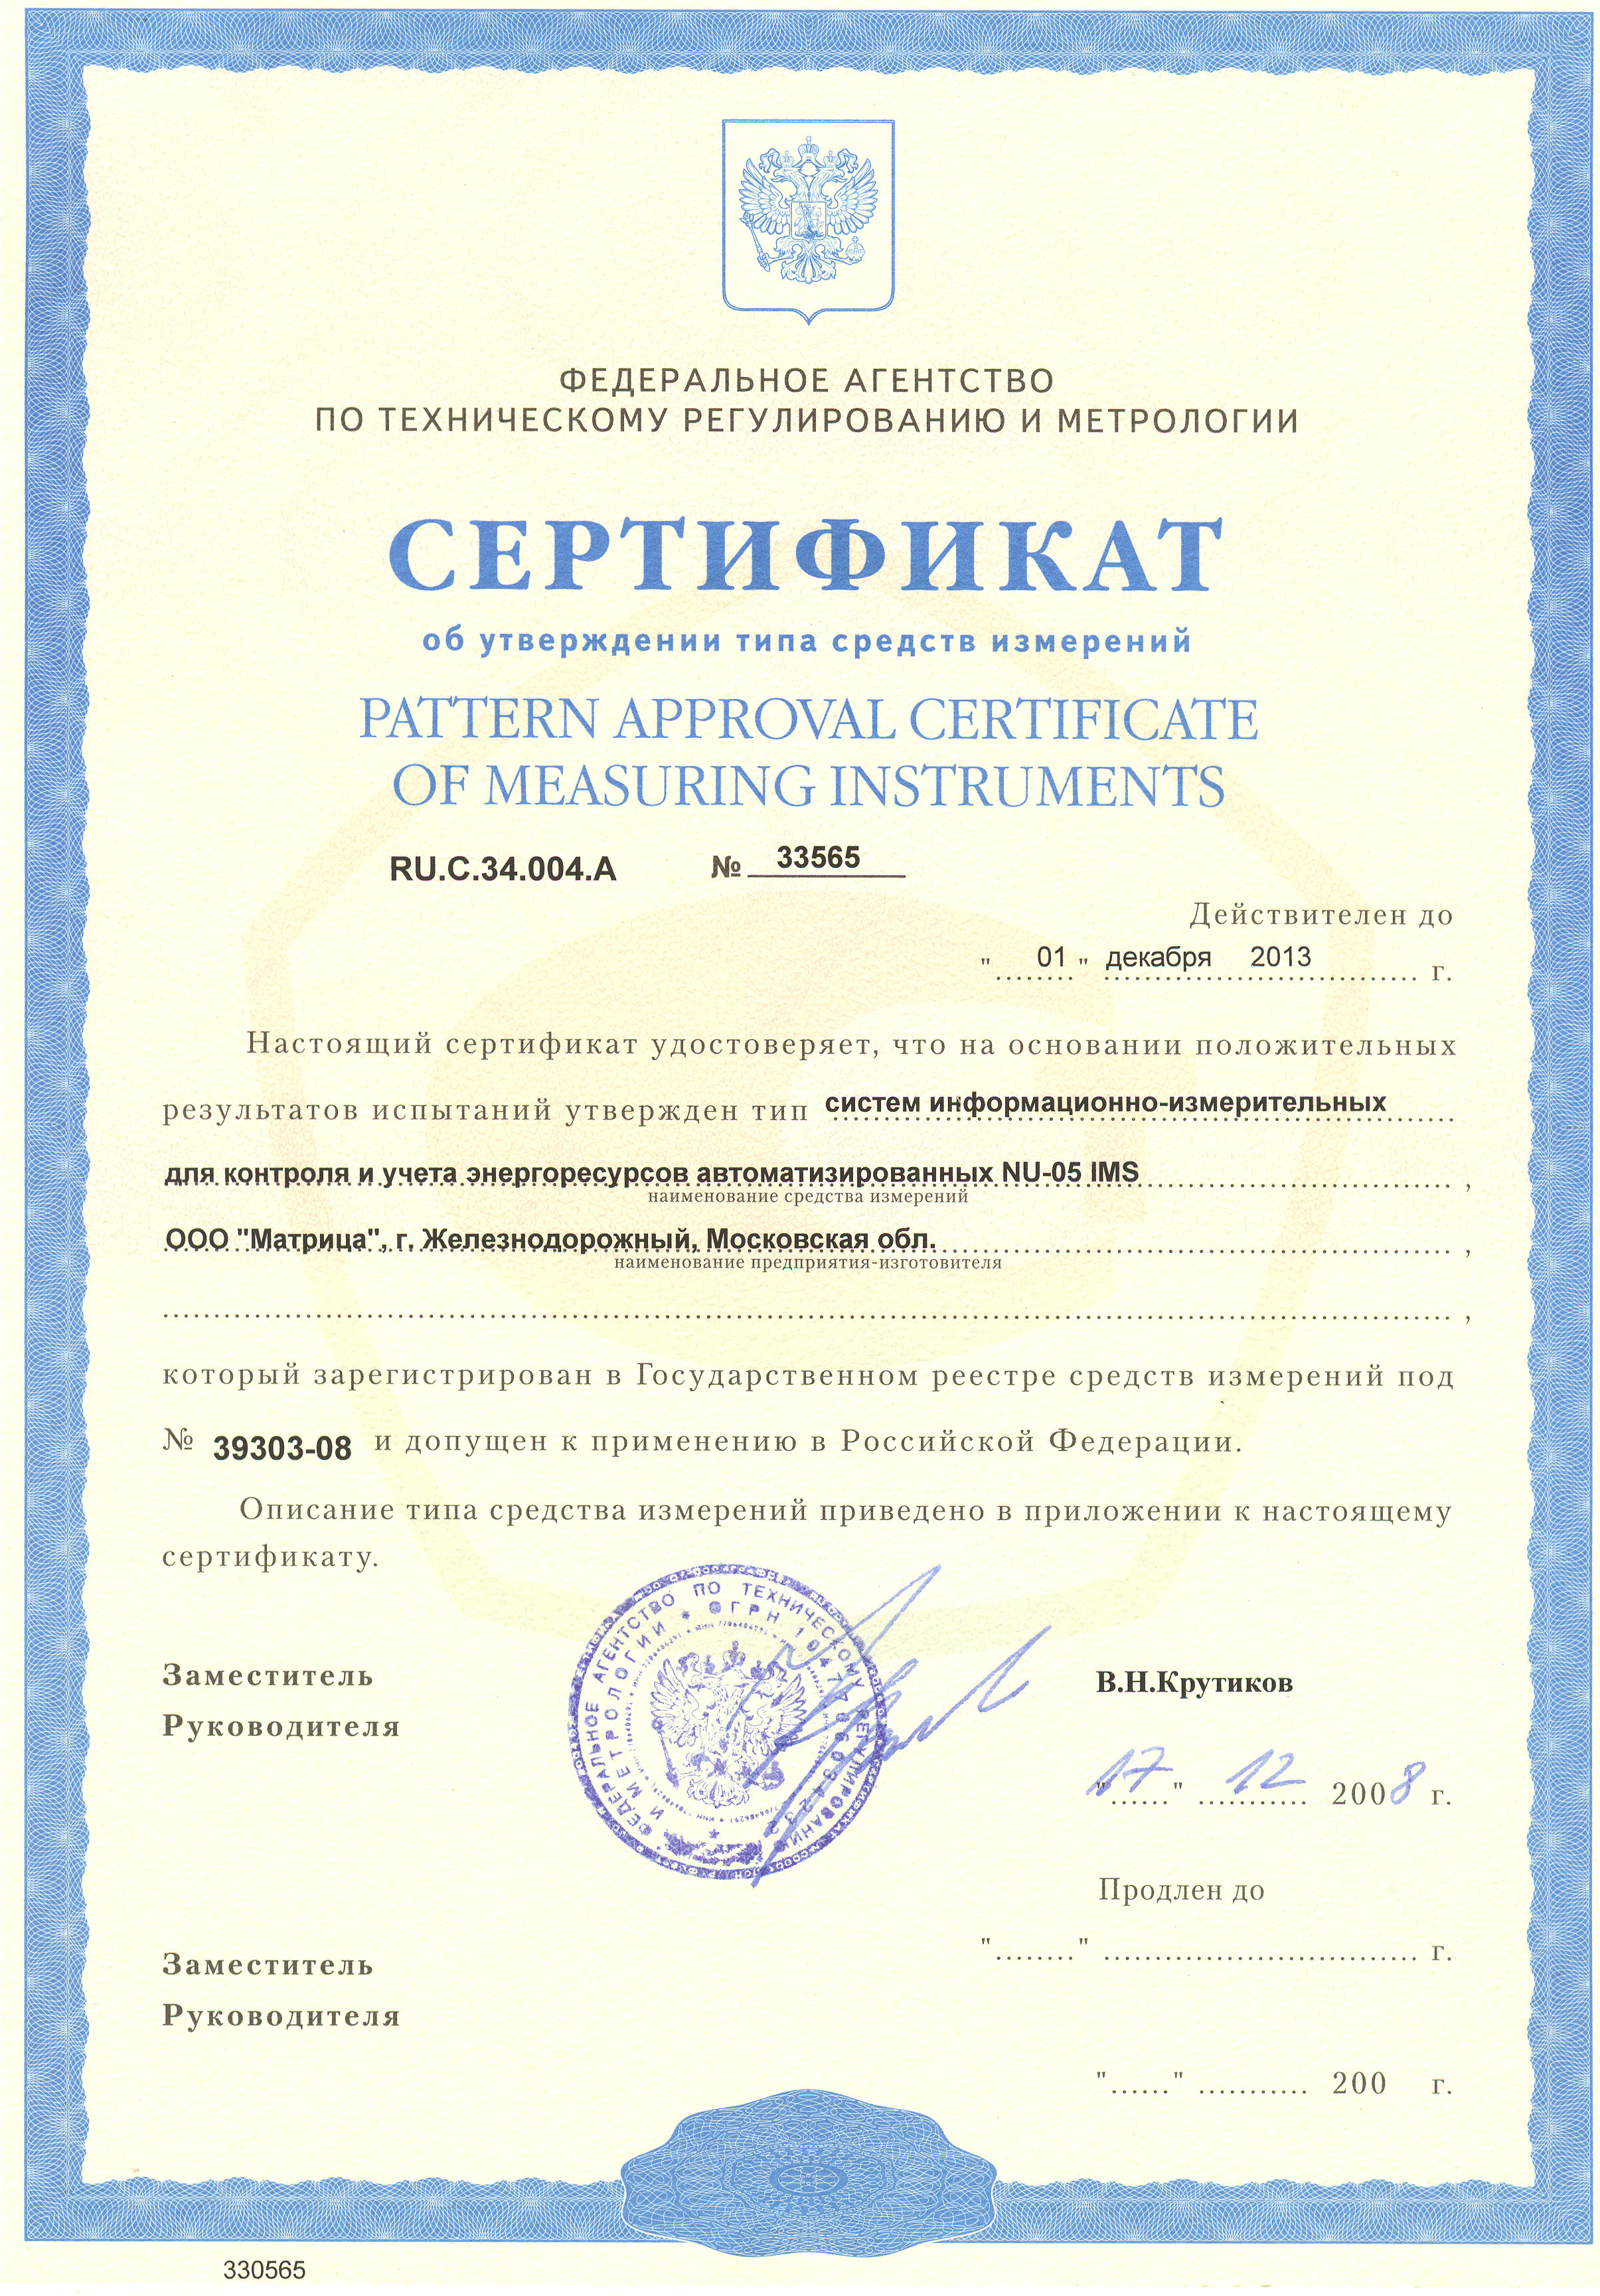 ФЕДЕРАЛЬНОЕ АГЕНТСТВО
ПО ТЕХНИЧЕСКОМУ РЕГУЛИРОВАНИЮ И МЕТРОЛОГИИ
СЕРТИФИКАТ
об утверждении типа средств измерений
PATTERN APPROVAL CERTIFICATE
OF MEASURING INSTRUMENTS
RU.C.34.004.A № 33565
Действителен до
" 01 " декабря 2013 г.
Настоящий сертификат удостоверяет, что на основании положительных
результатов испытаний утвержден тип систем информационно-измерительных
для контроля и учета энергоресурсов автоматизированных NU-05 IMS ,
наименование средства измерений
ООО "Матрица", г. Железнодорожный, Московская обл. ,
наименование предприятия-изготовителя
,
который зарегистрирован в Государственном реестре средств измерений под
№ 39303-08 и допущен к применению в Российской Федерации.
Описание типа средства измерений приведено в приложении к настоящему
сертификату.
ФЕДЕРАЛЬНОЕ АГЕНТСТВО ПО ТЕХНИЧЕСКОМУ РЕГУЛИРОВАНИЮ
И МЕТРОЛОГИИ * ОГРН
Заместитель
Руководителя
В.Н.Крутиков
"17" 12 2008 г.
Продлен до
"........" ................................ г.
Заместитель
Руководителя
"......" ........... 200 г.
330565